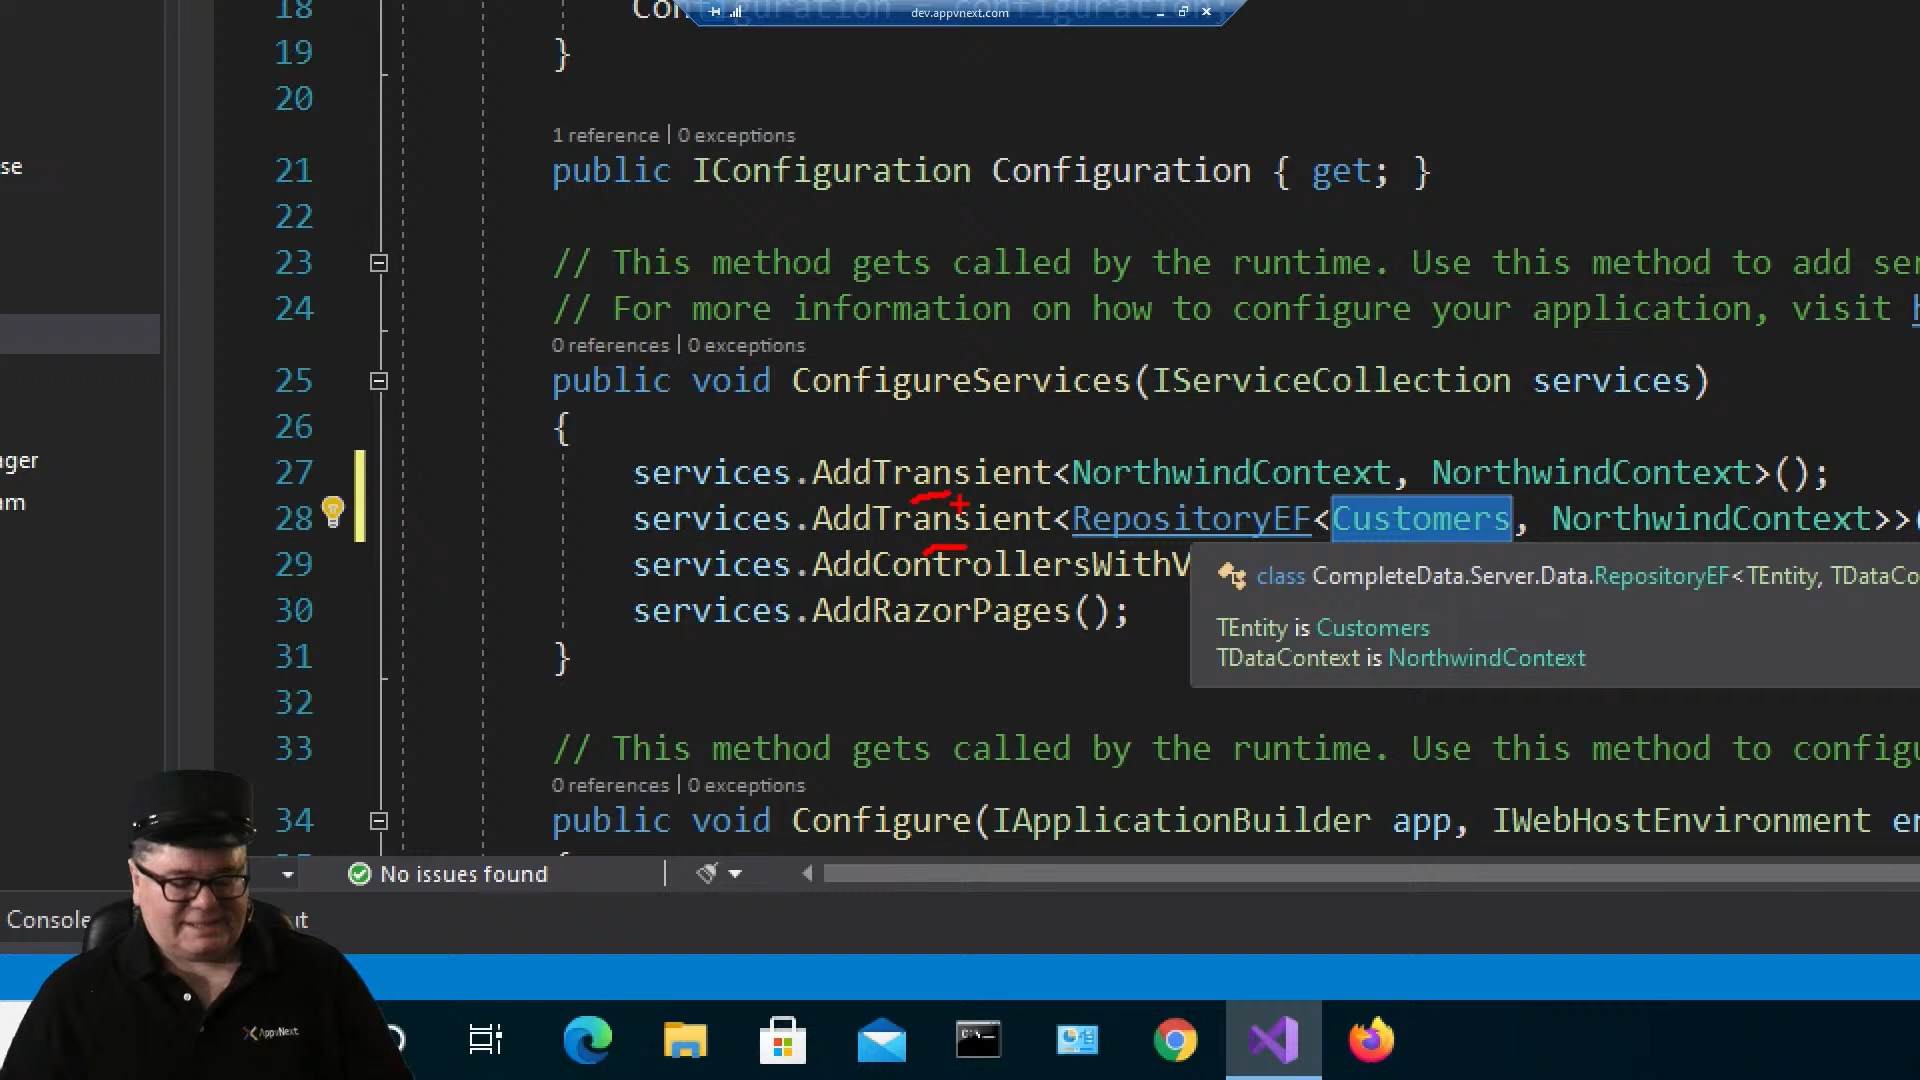 dev.appvnext.com
18
19 }
20
1 reference | 0 exceptions
21 public IConfiguration Configuration { get; }
22
23 // This method gets called by the runtime. Use this method to add
24 // For more information on how to configure your application, visit
0 references | 0 exceptions
25 public void ConfigureServices(IServiceCollection services)
26 {
27 services.AddTransient<NorthwindContext, NorthwindContext>();
28 services.AddTransient<RepositoryEF<Customers, NorthwindContext>>(
29 services.AddControllersWithV
class CompleteData.Server.Data.RepositoryEF<TEntity, TDataCo
30 services.AddRazorPages();
TEntity is Customers
TDataContext is NorthwindContext
31 }
32
33 // This method gets called by the runtime. Use this method to
0 references | 0 exceptions
34 public void Configure(IApplicationBuilder app, IWebHostEnvironment
No issues found
Console
AppvNext